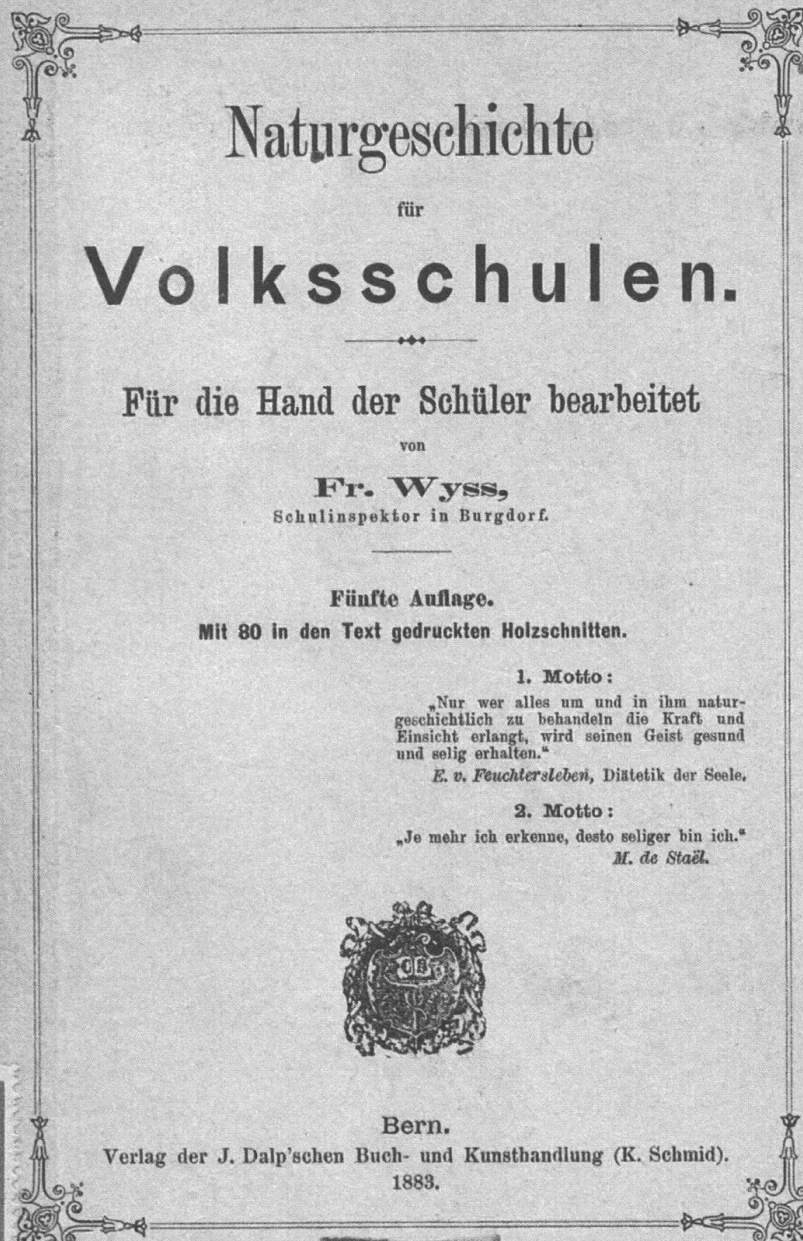 Naturgeschichte
für
Volksschulen.
Für die Hand der Schüler bearbeitet
von
Fr. Wyss,
Schulinspektor in Burgdorf.
Fünfte Auflage.
Mit 80 in den Text gedruckten Holzschnitten.
1. Motto:
„Nur wer alles um und in ihm natur-
geschichtlich zu behandeln die Kraft und
Einsicht erlangt, wird seinen Geist gesund
und selig erhalten.“
E. v. Feuchtersleben, Diätetik der Seele.
2. Motto:
„Je mehr ich erkenne, desto seliger bin ich.“
M. de Staël.
Bern.
Verlag der J. Dalp'schen Buch- und Kunsthandlung (K. Schmid).
1883.